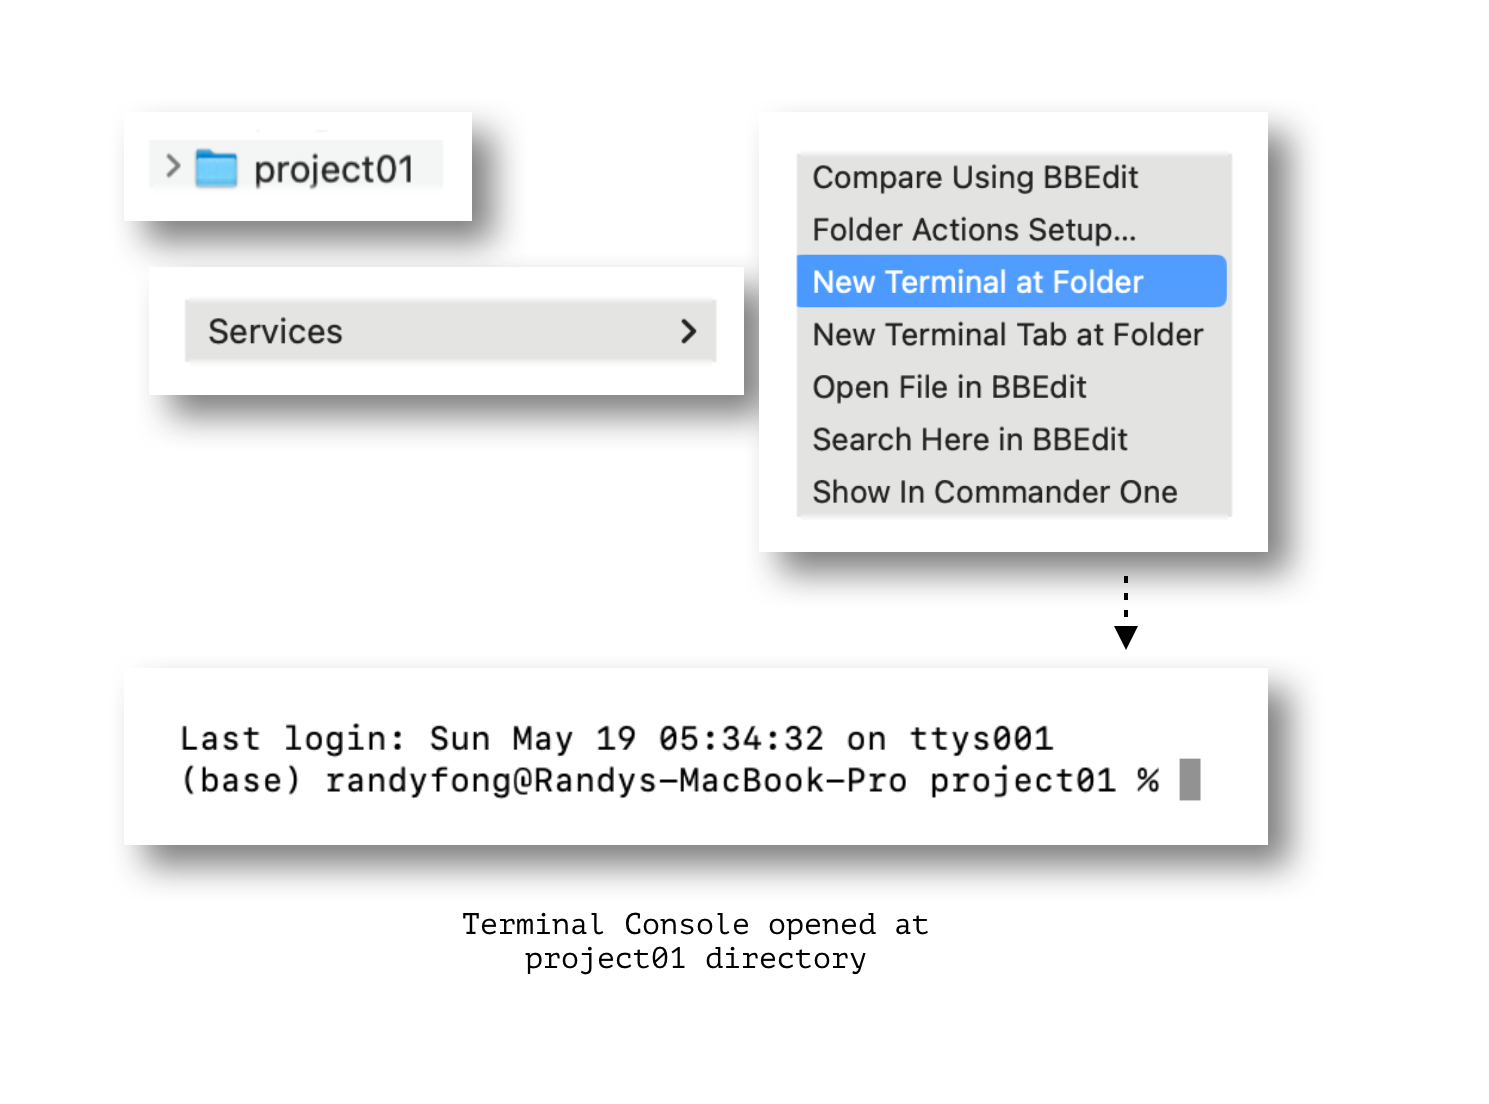 project01
Services
Compare Using BBEdit
Folder Actions Setup...
New Terminal at Folder
New Terminal Tab at Folder
Open File in BBEdit
Search Here in BBEdit
Show In Commander One
Last login: Sun May 19 05:34:32 on ttys001
(base) randyfong@Randys-MacBook-Pro project01 %
Terminal Console opened at
project01 directory